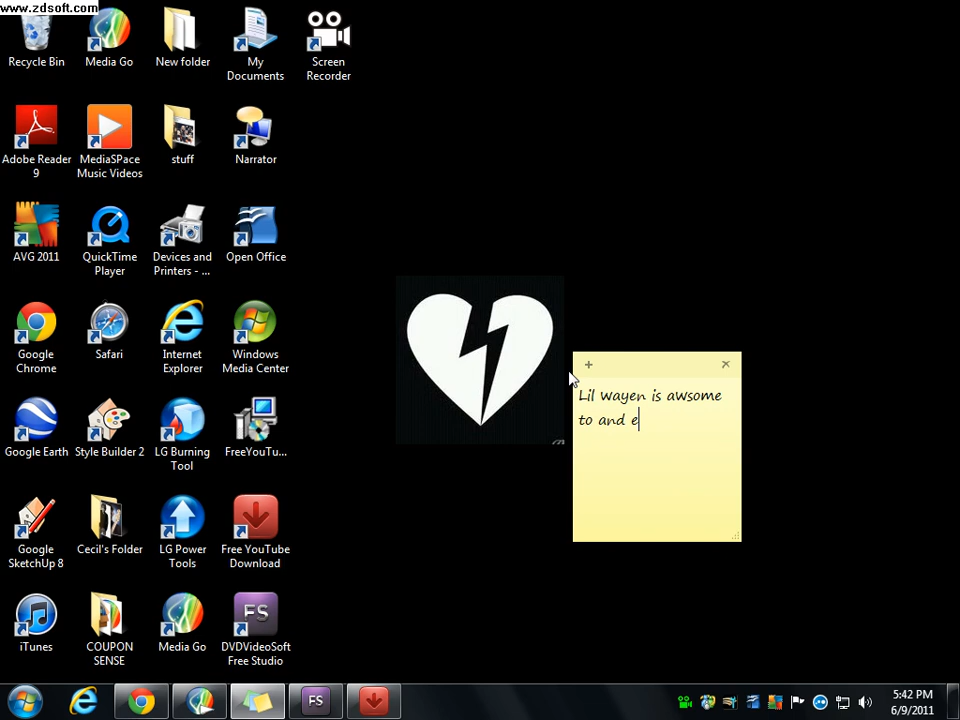 www.zdsoft.com
Recycle Bin
Media Go
New folder
My
Documents
Screen
Recorder
Adobe Reader
9
MediaSPace
Music Videos
stuff
Narrator
AVG 2011
QuickTime
Player
Devices and
Printers - ...
Open Office
Google
Chrome
Safari
Internet
Explorer
Windows
Media Center
Lil wayen is awsome
to and e
Google Earth
Style Builder 2
LG Burning
Tool
FreeYouTu...
Google
SketchUp 8
Cecil's Folder
LG Power
Tools
Free YouTube
Download
iTunes
COUPON
SENSE
Media Go
FS
DVDVideoSoft
Free Studio
FS
5:42 PM
6/9/2011